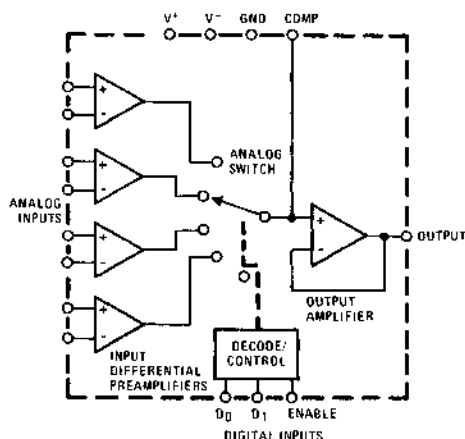 V+ V− GND COMP
+
−
+
−
+
−
+
−
ANALOG
INPUTS
ANALOG
SWITCH
+
−
OUTPUT
OUTPUT
AMPLIFIER
INPUT
DIFFERENTIAL
PREAMPLIFIERS
DECODE/
CONTROL
D0 D1 ENABLE
DIGITAL INPUTS